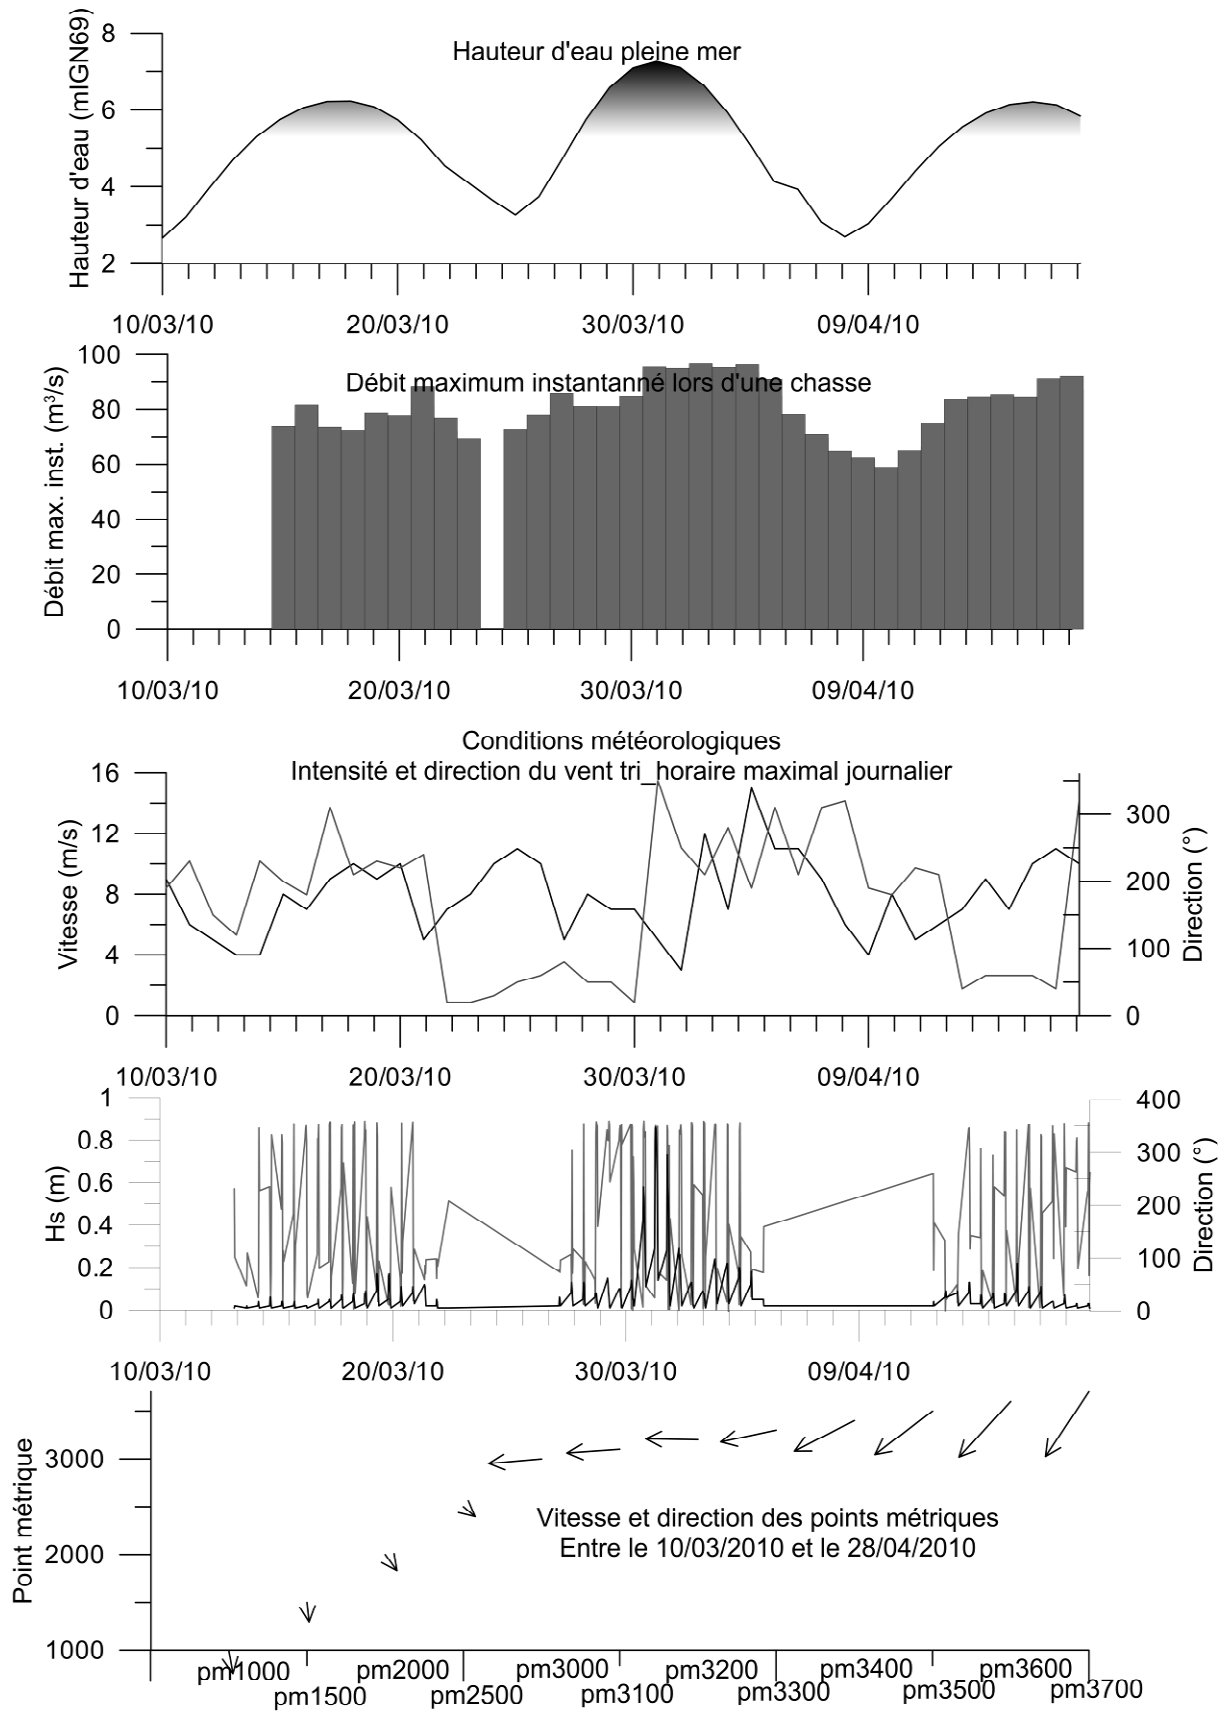 Hauteur d'eau pleine mer
Hauteur d'eau (mIGN69)
8
6
4
2
10/03/10 20/03/10 30/03/10 09/04/10
Débit maximum instantanné lors d'une chasse
Débit max. inst. (m³/s)
100
80
60
40
20
0
10/03/10 20/03/10 30/03/10 09/04/10
Conditions météorologiques
Intensité et direction du vent tri_horaire maximal journalier
Vitesse (m/s)
16
12
8
4
0
Direction (°)
300
200
100
0
10/03/10 20/03/10 30/03/10 09/04/10
Hs (m)
1
0.8
0.6
0.4
0.2
0
Direction (°)
400
300
200
100
0
10/03/10 20/03/10 30/03/10 09/04/10
Point métrique
3000
2000
1000
Vitesse et direction des points métriques
Entre le 10/03/2010 et le 28/04/2010
pm1000 pm2000 pm3000 pm3200 pm3400 pm3600
pm1500 pm2500 pm3100 pm3300 pm3500 pm3700